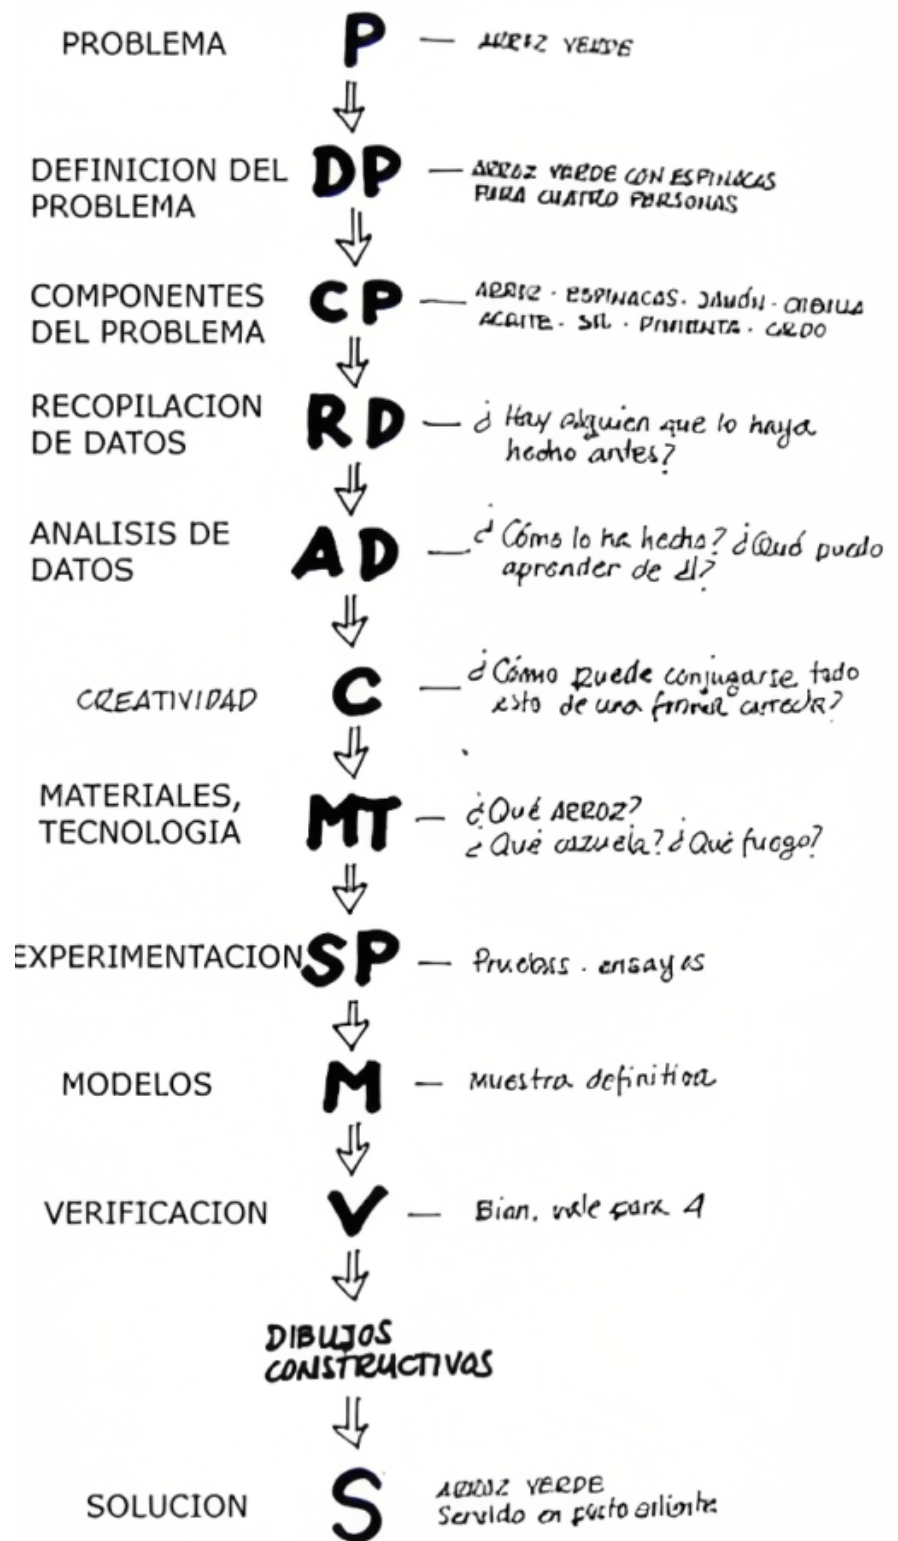 PROBLEMA P — ARROZ VERDE
DEFINICION DEL DP — ARROZ VERDE CON ESPINACAS
PROBLEMA PARA CUATRO PERSONAS
COMPONENTES CP — ARROZ · ESPINACAS · JAMÓN · CEBOLLA
DEL PROBLEMA ACEITE · SAL · PIMIENTA · CALDO
RECOPILACION RD — ¿Hay alguien que lo haya
DE DATOS hecho antes?
ANALISIS DE AD — ¿Cómo lo ha hecho? ¿Qué puedo
DATOS aprender de él?
CREATIVIDAD C — ¿Cómo puede conjugarse todo
esto de una forma correcta?
MATERIALES, MT — ¿Qué ARROZ?
TECNOLOGIA ¿Qué cazuela? ¿Qué fuego?
EXPERIMENTACION SP — Pruebas · ensayos
MODELOS M — Muestra definitiva
VERIFICACION V — Bien, vale para 4
DIBUJOS
CONSTRUCTIVOS
SOLUCION S ARROZ VERDE
Servido en plato caliente